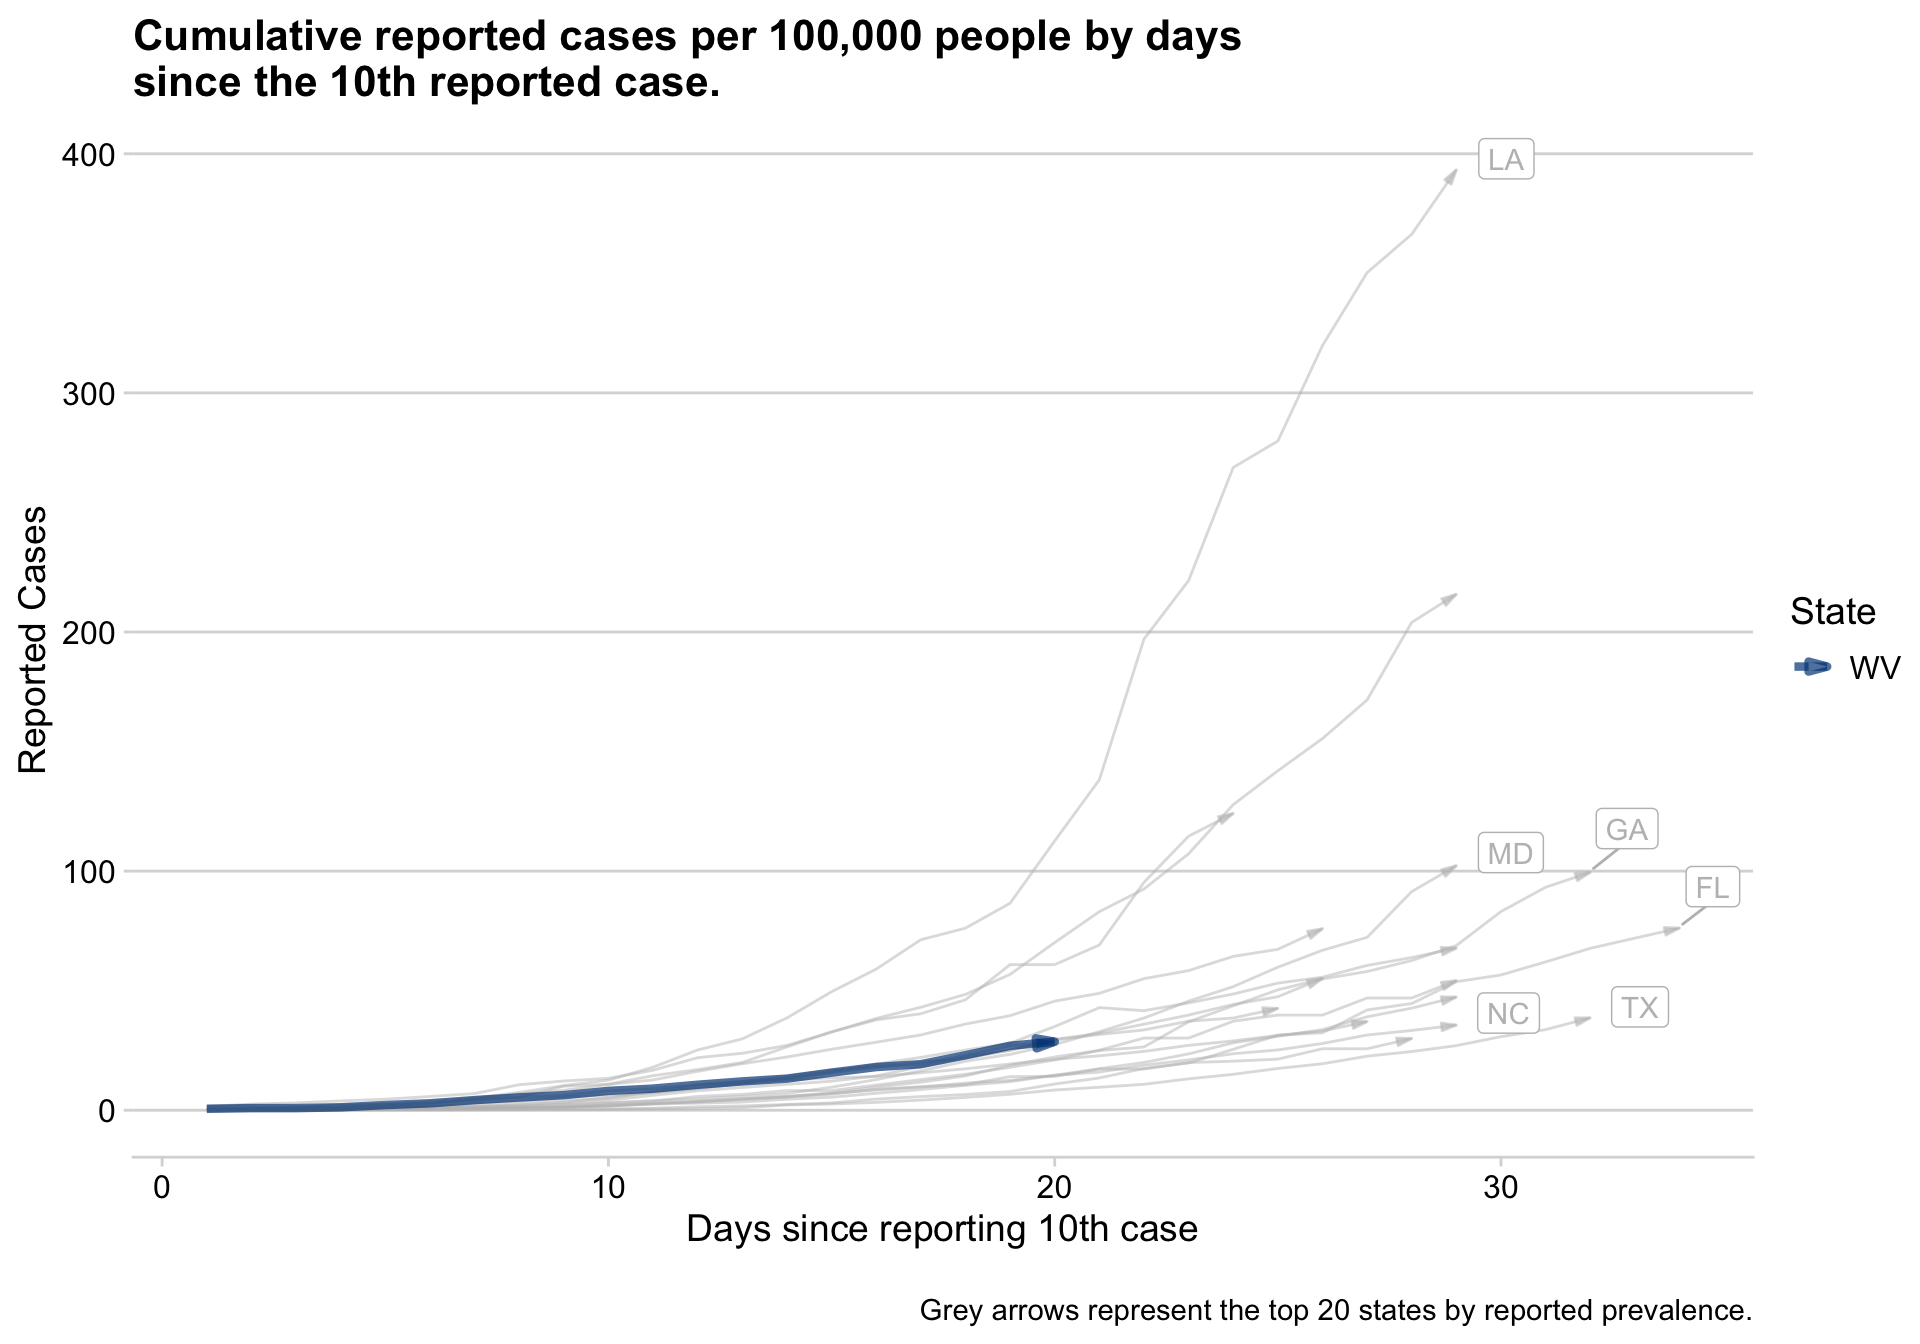 Cumulative reported cases per 100,000 people by days
since the 10th reported case.
400
300
200
100
0
Reported Cases
LA
GA
MD
FL
NC
TX
State
WV
0
10
20
30
Days since reporting 10th case
Grey arrows represent the top 20 states by reported prevalence.